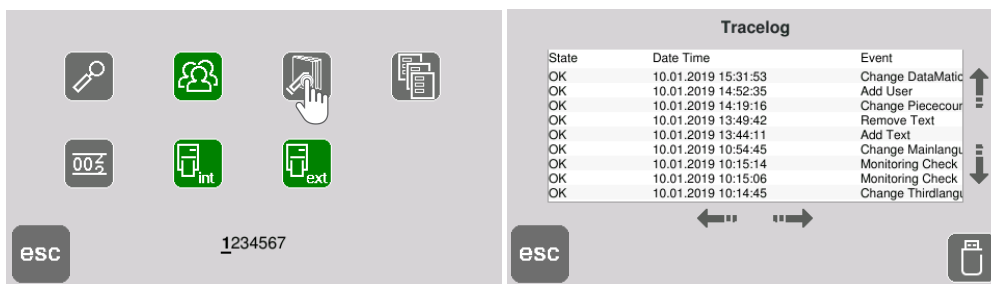 int
ext
esc
1234567
Tracelog
State Date Time Event
OK 10.01.2019 15:31:53 Change DataMatic
OK 10.01.2019 14:52:35 Add User
OK 10.01.2019 14:19:16 Change Piececour
OK 10.01.2019 13:49:42 Remove Text
OK 10.01.2019 13:44:11 Add Text
OK 10.01.2019 10:54:45 Change Mainlangu
OK 10.01.2019 10:15:14 Monitoring Check
OK 10.01.2019 10:15:06 Monitoring Check
OK 10.01.2019 10:14:45 Change Thirdlangu
esc